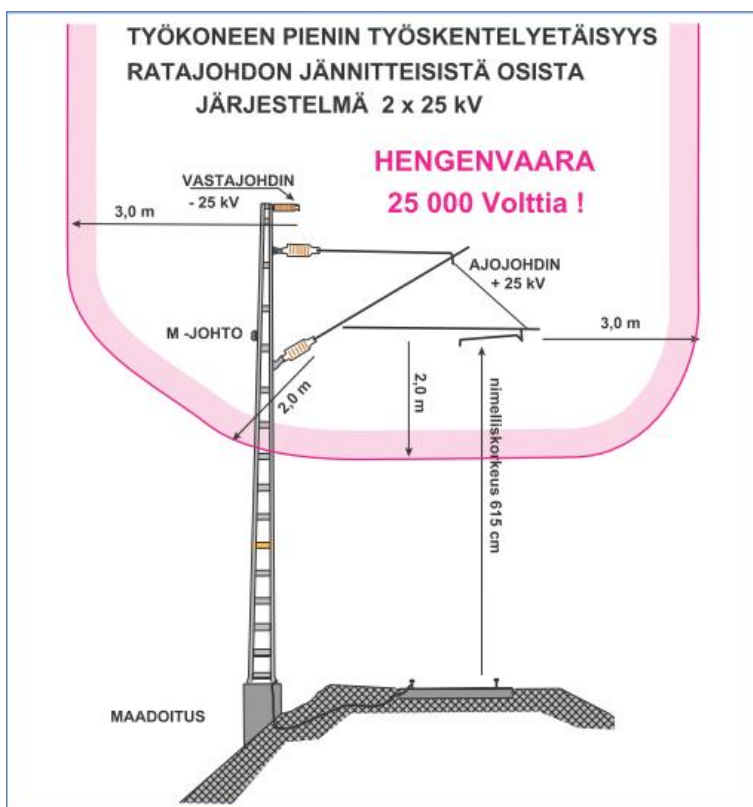 TYÖKONEEN PIENIN TYÖSKENTELYETÄISYYS
RATAJOHDON JÄNNITTEISISTÄ OSISTA
JÄRJESTELMÄ 2 x 25 kV
HENGENVAARA
25 000 Volttia !
VASTAJOHDIN
- 25 kV
3,0 m
AJOJOHDIN
+ 25 kV
M -JOHTO
3,0 m
2,0 m
2,0 m
nimelliskorkeus 615 cm
MAADOITUS